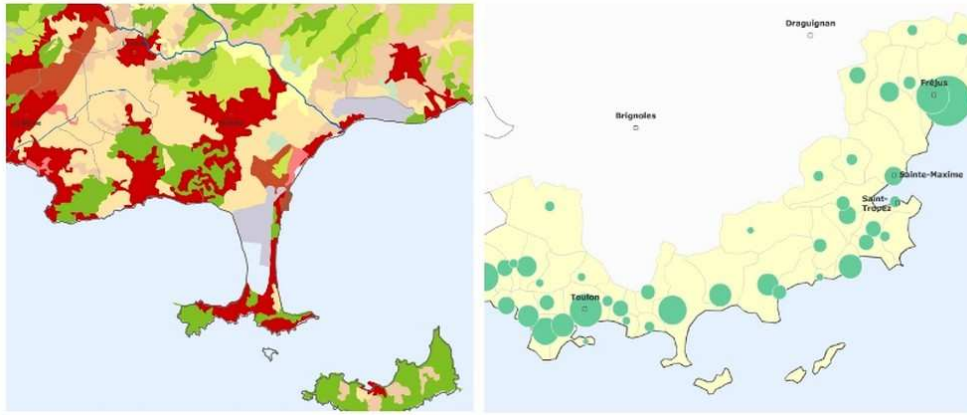 Draguignan
Fréjus
Brignoles
Sainte-Maxime
Saint-
Tropez
Toulon